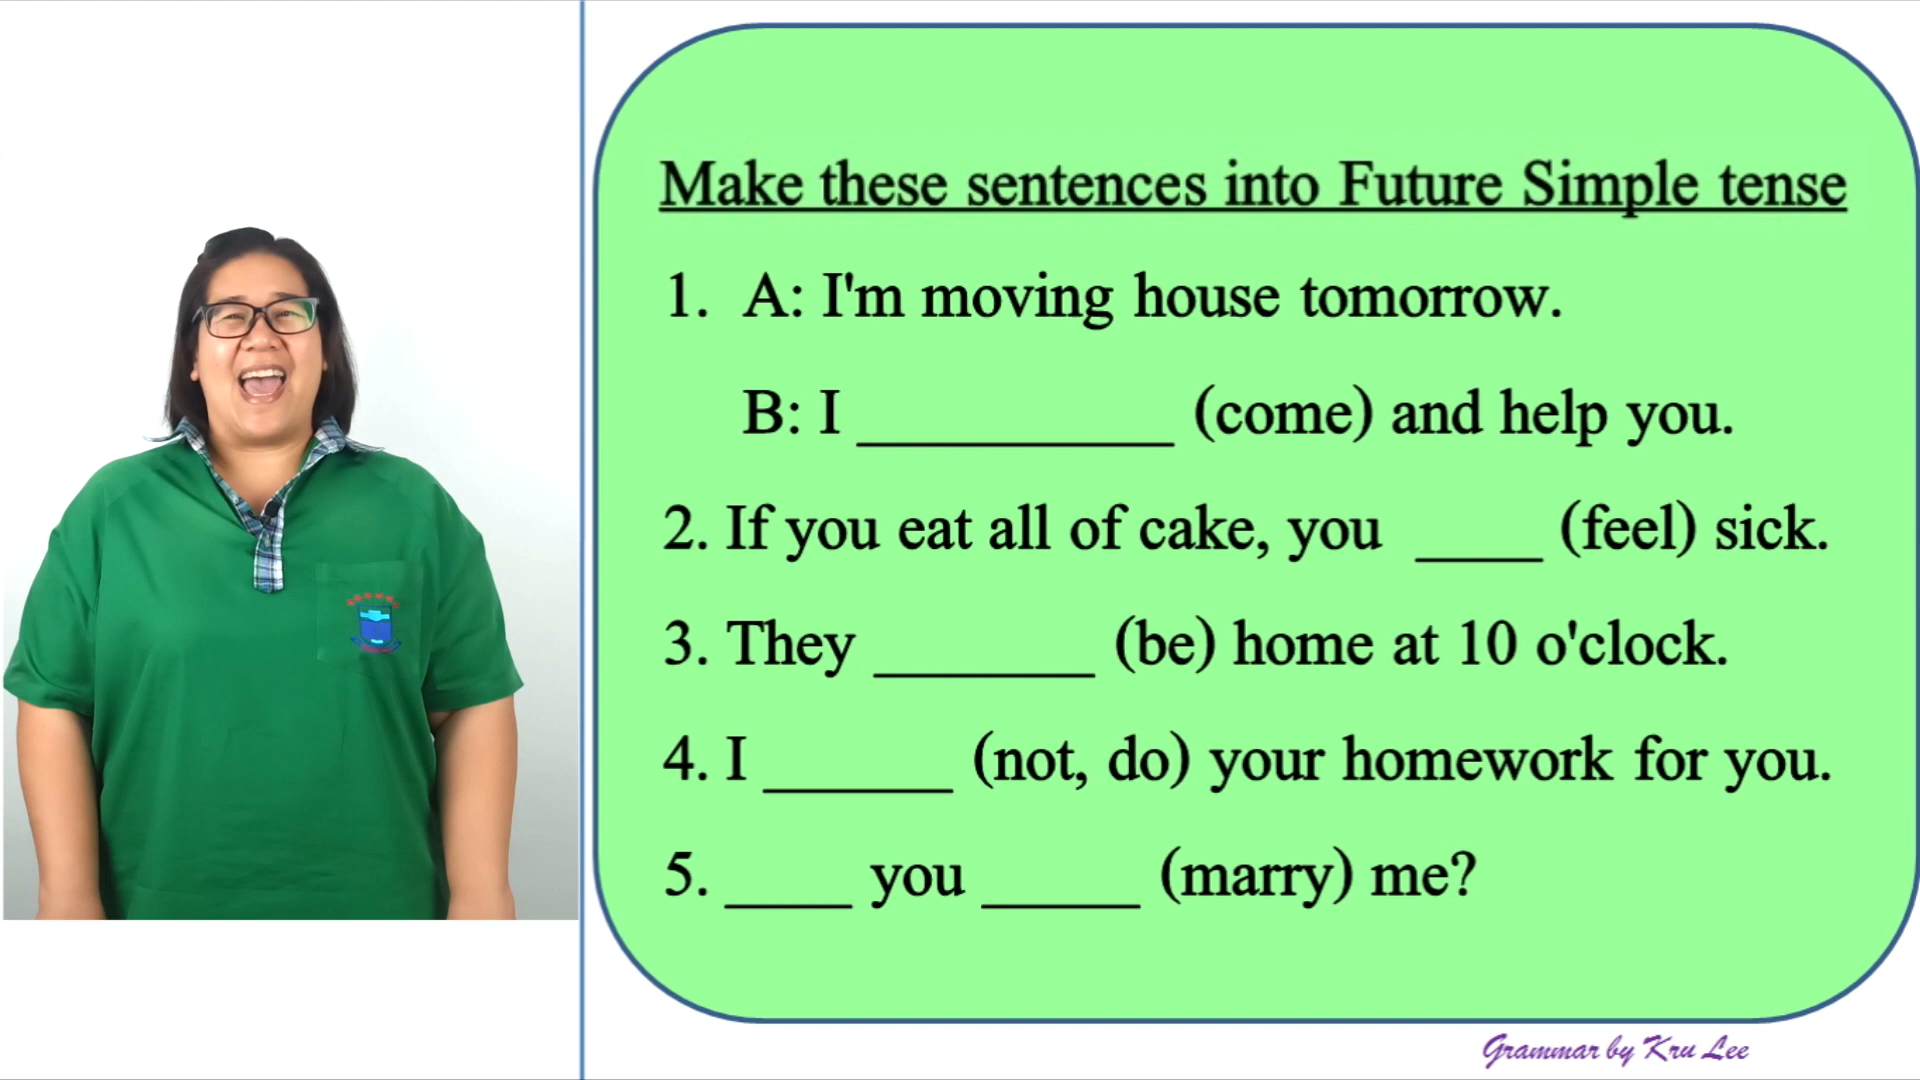 Make these sentences into Future Simple tense
1. A: I'm moving house tomorrow.
B: I __________ (come) and help you.
2. If you eat all of cake, you ____ (feel) sick.
3. They _______ (be) home at 10 o'clock.
4. I ______ (not, do) your homework for you.
5. ____ you _____ (marry) me?
Grammar by Kru Lee